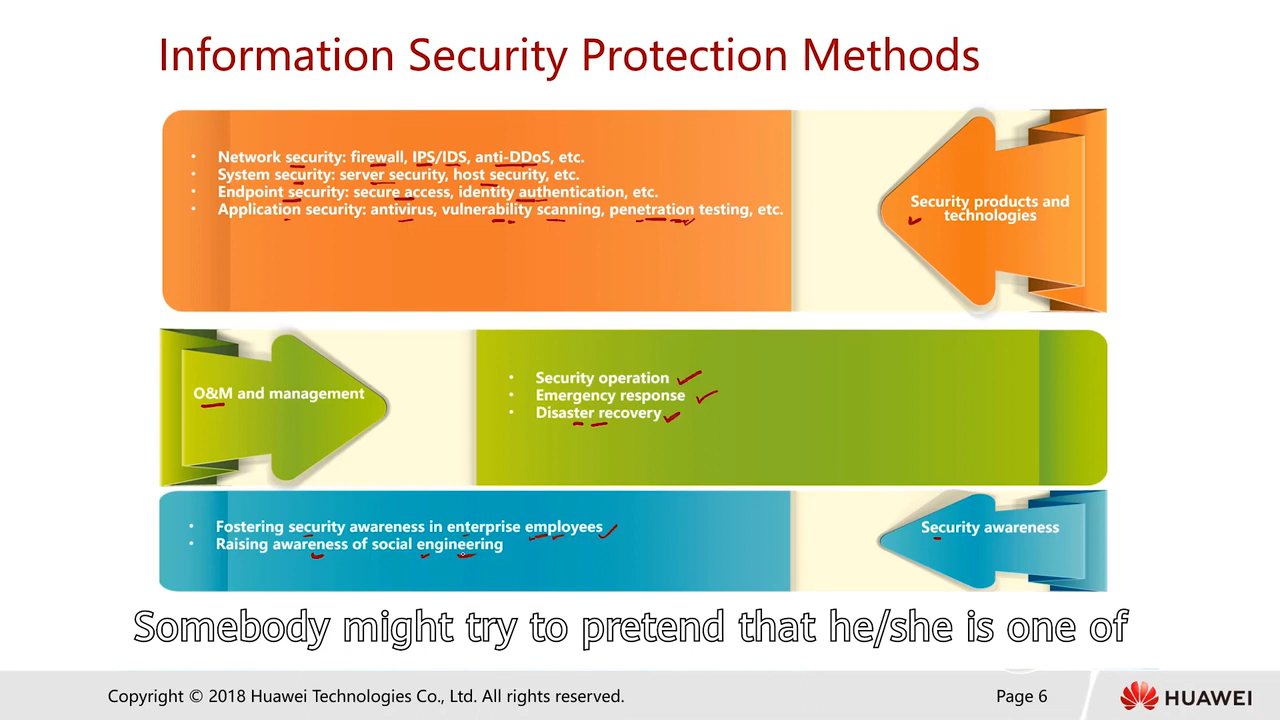 Information Security Protection Methods
• Network security: firewall, IPS/IDS, anti-DDoS, etc.
• System security: server security, host security, etc.
• Endpoint security: secure access, identity authentication, etc.
• Application security: antivirus, vulnerability scanning, penetration testing, etc.
Security products and
technologies
O&M and management
• Security operation
• Emergency response
• Disaster recovery
• Fostering security awareness in enterprise employees
• Raising awareness of social engineering
Security awareness
Somebody might try to pretend that he/she is one of
Copyright © 2018 Huawei Technologies Co., Ltd. All rights reserved.
Page 6
HUAWEI